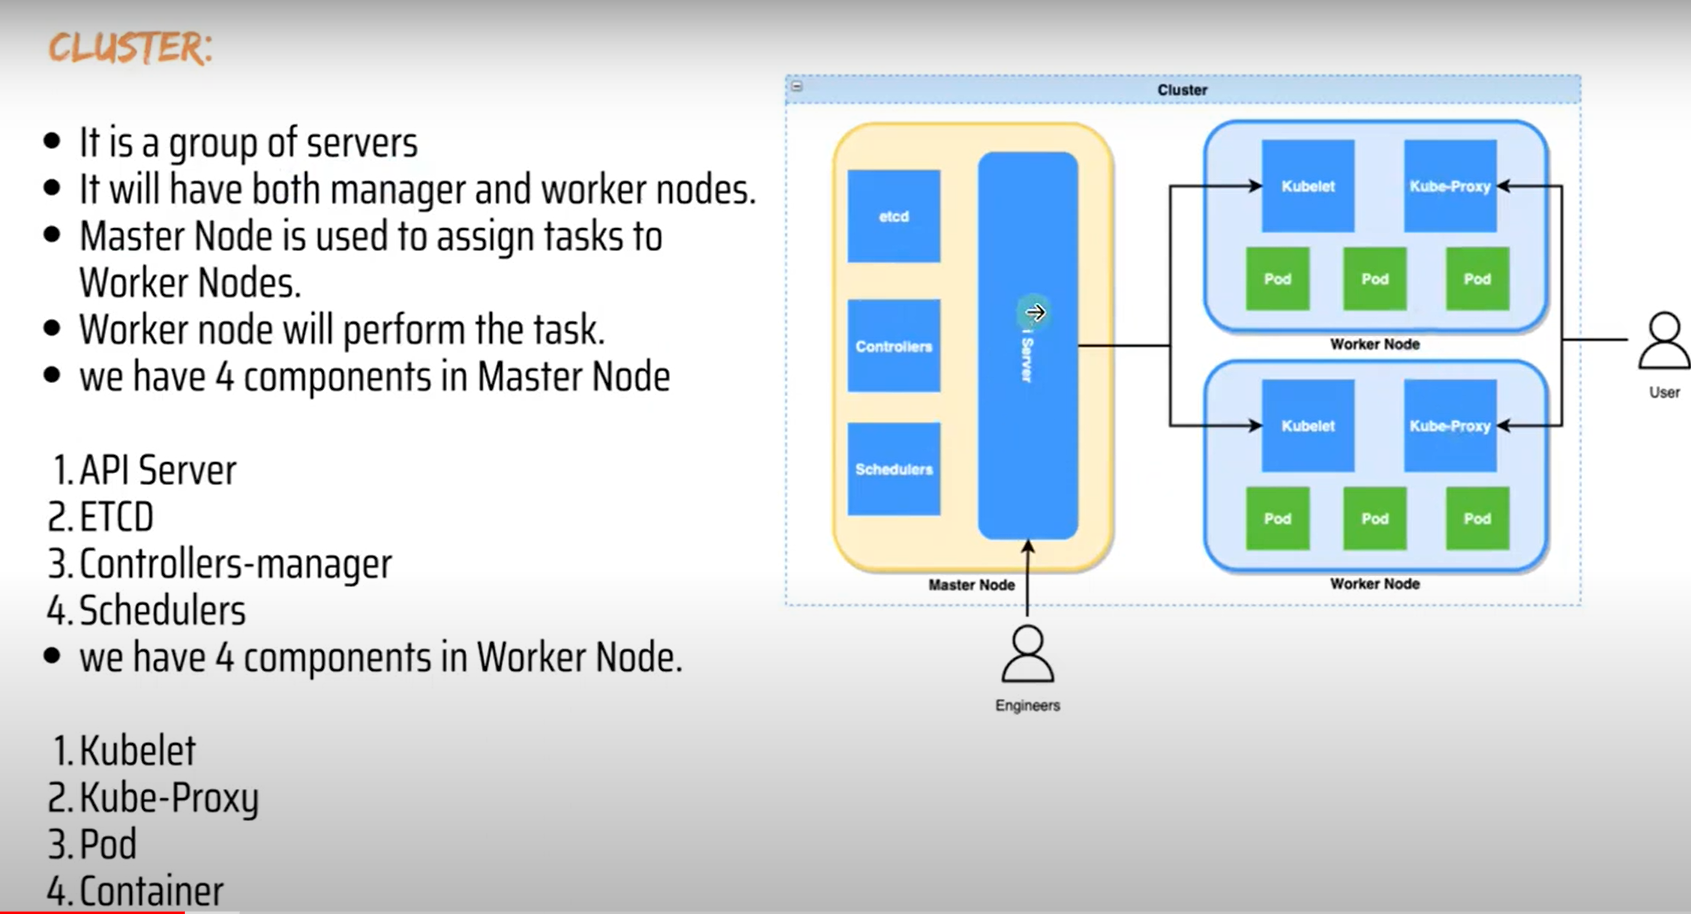 CLUSTER:
• It is a group of servers
• It will have both manager and worker nodes.
• Master Node is used to assign tasks to
Worker Nodes.
• Worker node will perform the task.
• we have 4 components in Master Node
1. API Server
2. ETCD
3. Controllers-manager
4. Schedulers
• we have 4 components in Worker Node.
1. Kubelet
2. Kube-Proxy
3. Pod
4. Container
Cluster
etcd
Controllers
Schedulers
Server
Master Node
Engineers
Kubelet
Kube-Proxy
Pod
Pod
Pod
Worker Node
Kubelet
Kube-Proxy
Pod
Pod
Pod
Worker Node
User